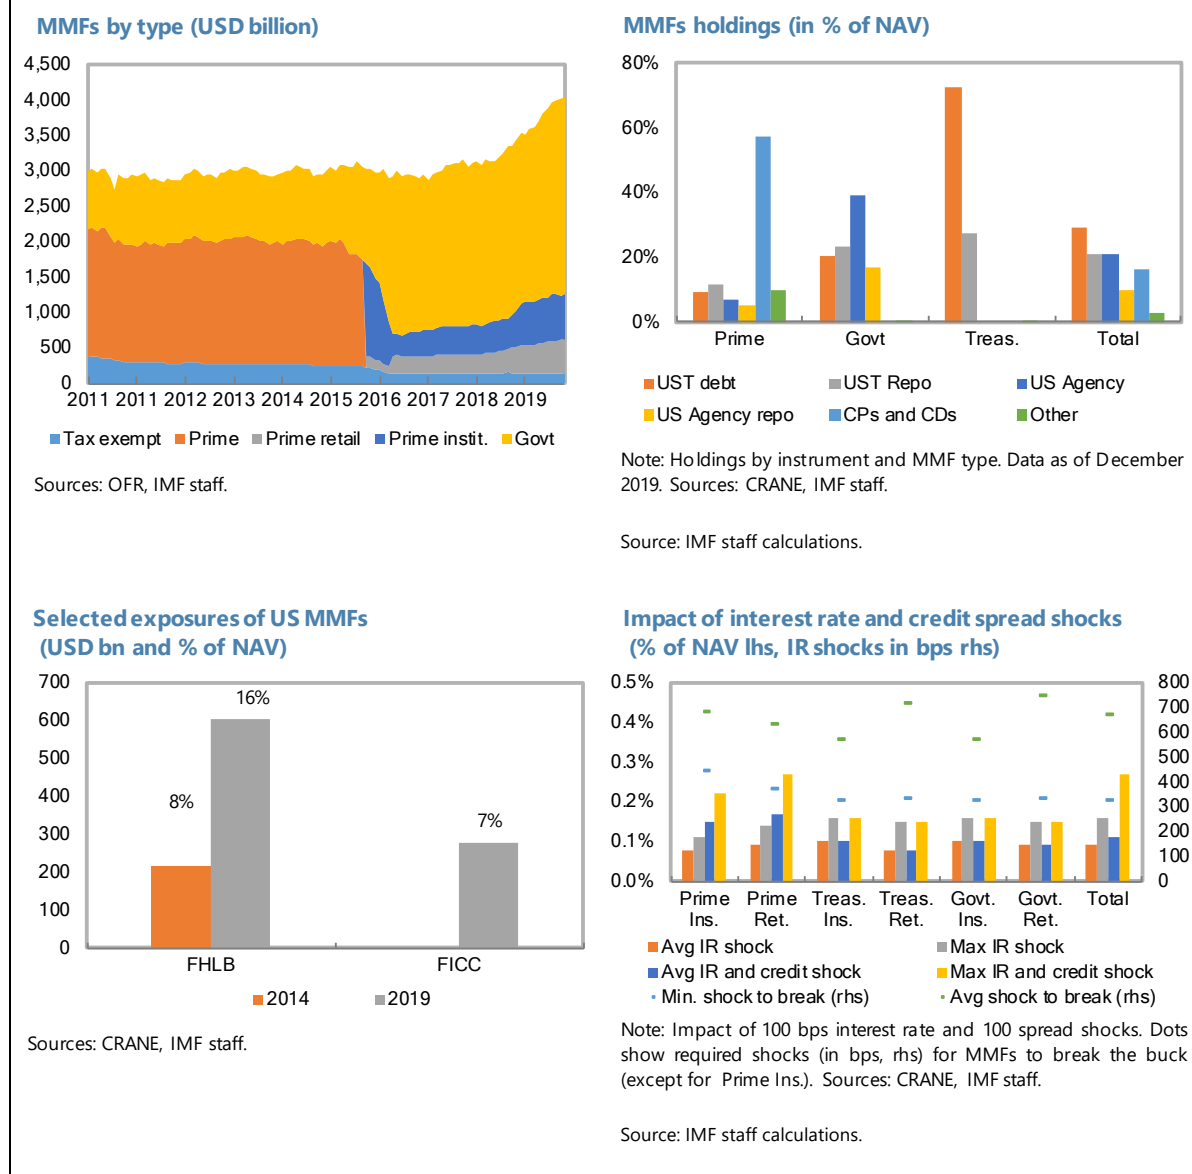 MMFs by type (USD billion)
4,500
4,000
3,500
3,000
2,500
2,000
1,500
1,000
500
0
2011 2011 2012 2013 2014 2015 2016 2017 2018 2019
Tax exempt Prime Prime retail Prime instit. Govt
Sources: OFR, IMF staff.
MMFs holdings (in % of NAV)
80%
60%
40%
20%
0%
Prime Govt Treas. Total
UST debt UST Repo US Agency
US Agency repo CPs and CDs Other
Note: Holdings by instrument and MMF type. Data as of December
2019. Sources: CRANE, IMF staff.
Source: IMF staff calculations.
Selected exposures of US MMFs
(USD bn and % of NAV)
700
600
500
400
300
200
100
0
8%
16%
7%
FHLB FICC
2014 2019
Sources: CRANE, IMF staff.
Impact of interest rate and credit spread shocks
(% of NAV lhs, IR shocks in bps rhs)
0.5%
0.4%
0.3%
0.2%
0.1%
0.0%
800
700
600
500
400
300
200
100
0
Prime Prime Treas. Treas. Govt. Govt. Total
Ins. Ret. Ins. Ret. Ins. Ret.
Avg IR shock Max IR shock
Avg IR and credit shock Max IR and credit shock
Min. shock to break (rhs) Avg shock to break (rhs)
Note: Impact of 100 bps interest rate and 100 spread shocks. Dots
show required shocks (in bps, rhs) for MMFs to break the buck
(except for Prime Ins.). Sources: CRANE, IMF staff.
Source: IMF staff calculations.